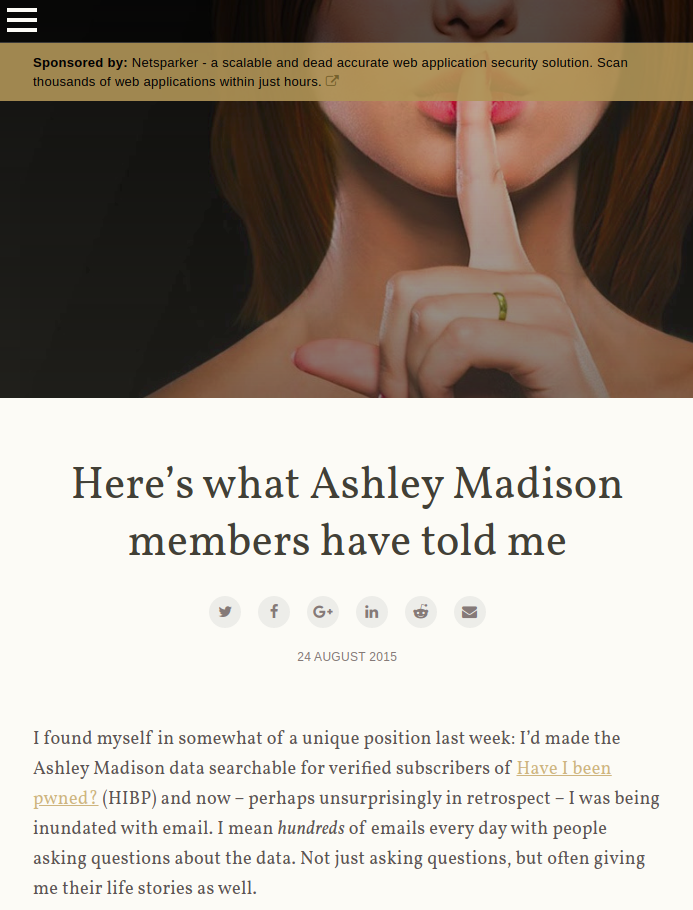 Sponsored by: Netsparker - a scalable and dead accurate web application security solution. Scan
thousands of web applications within just hours.
Here’s what Ashley Madison
members have told me
24 AUGUST 2015
I found myself in somewhat of a unique position last week: I’d made the
Ashley Madison data searchable for verified subscribers of Have I been
pwned? (HIBP) and now – perhaps unsurprisingly in retrospect – I was being
inundated with email. I mean hundreds of emails every day with people
asking questions about the data. Not just asking questions, but often giving
me their life stories as well.